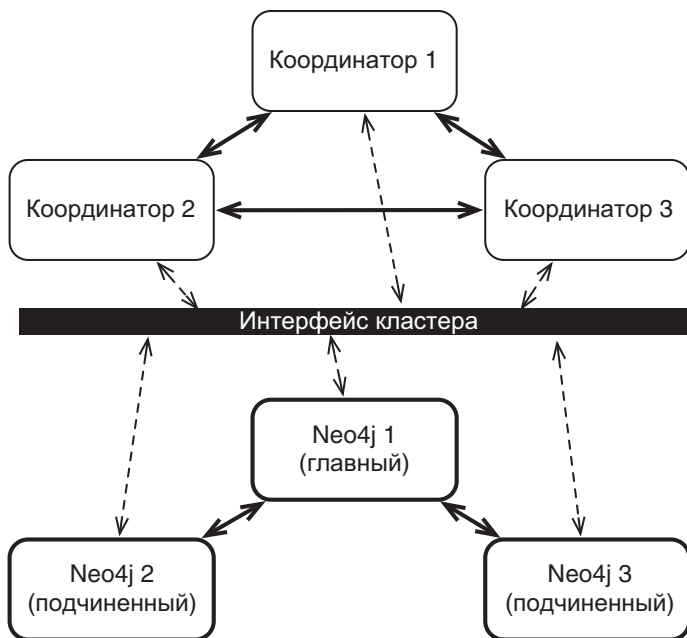 Координатор 1
Координатор 2
Координатор 3
Интерфейс кластера
Neo4j 1
(главный)
Neo4j 2
(подчиненный)
Neo4j 3
(подчиненный)